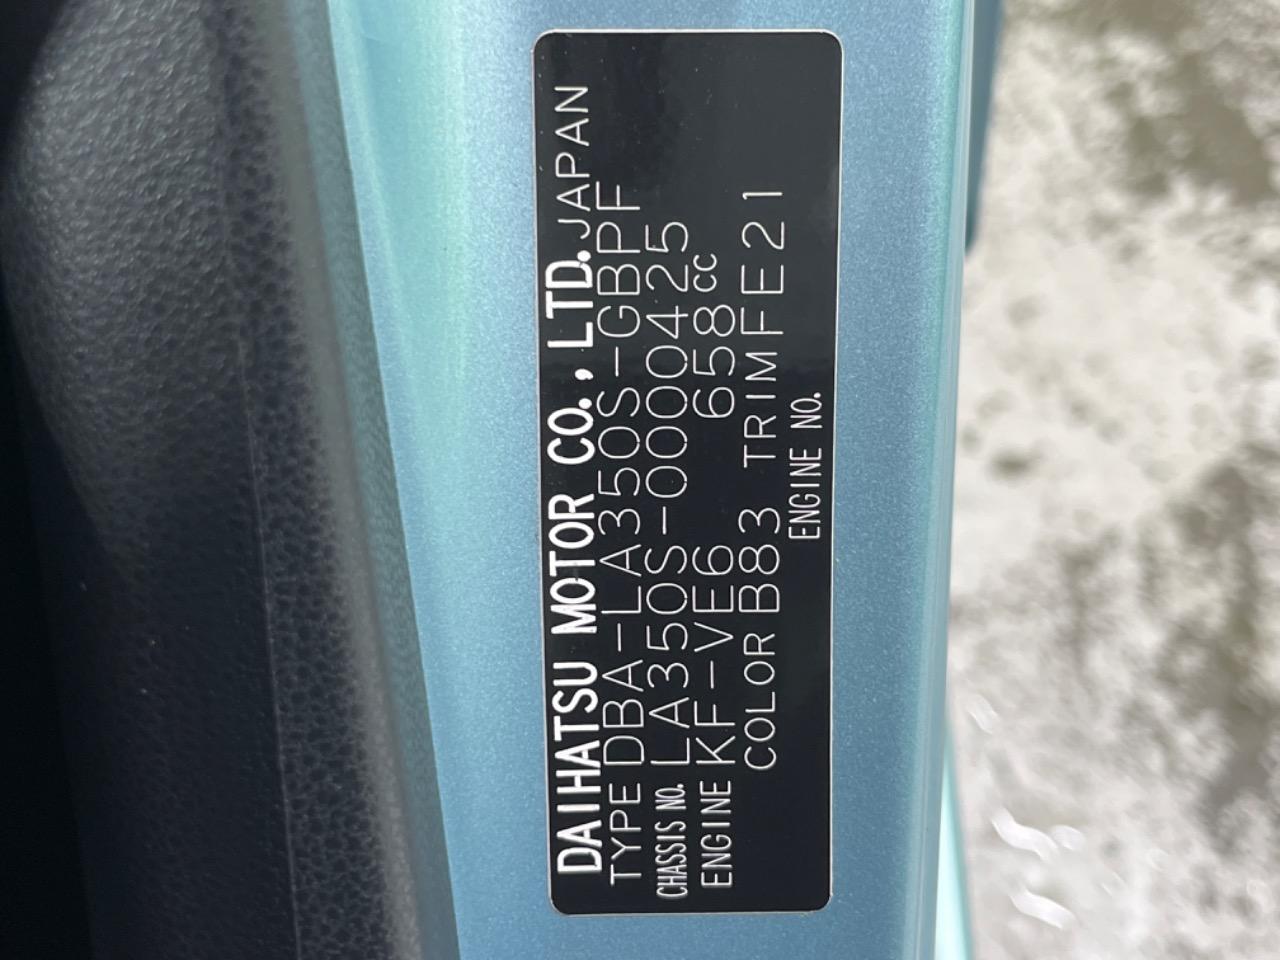 DAIHATSU MOTOR CO., LTD. JAPAN
TYPE DBA-LA350S-GBPF
CHASSIS NO. LA350S-0000425
ENGINE KF-VE6 658cc
COLOR B83 TRIM FE21
ENGINE NO.